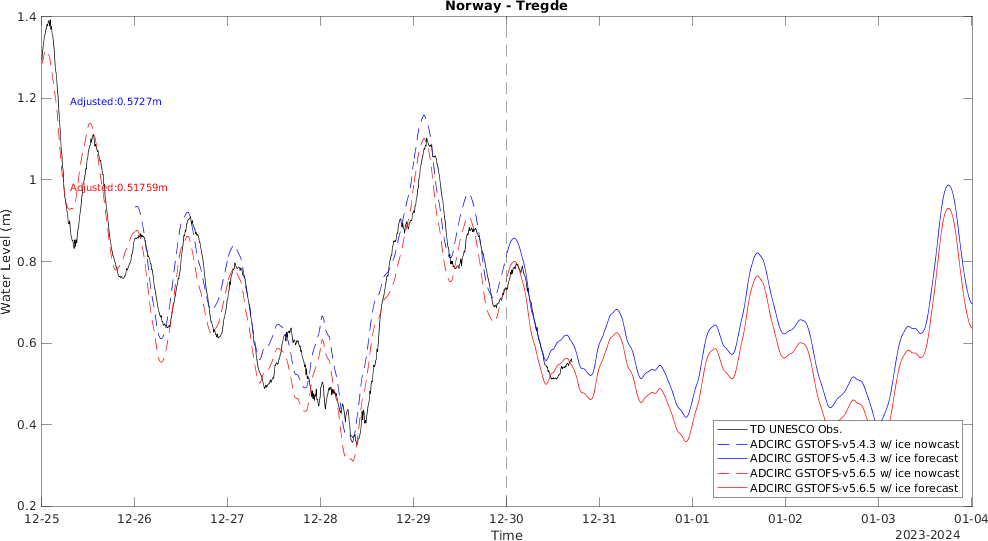 Norway - Tregde
Water Level (m)
1.4
1.2
1
0.8
0.6
0.4
0.2
Adjusted:0.5727m
Adjusted:0.51759m
TD UNESCO Obs.
ADCIRC GSTOFS-v5.4.3 w/ ice nowcast
ADCIRC GSTOFS-v5.4.3 w/ ice forecast
ADCIRC GSTOFS-v5.6.5 w/ ice nowcast
ADCIRC GSTOFS-v5.6.5 w/ ice forecast
12-25 12-26 12-27 12-28 12-29 12-30 12-31 01-01 01-02 01-03 01-04
Time
2023-2024